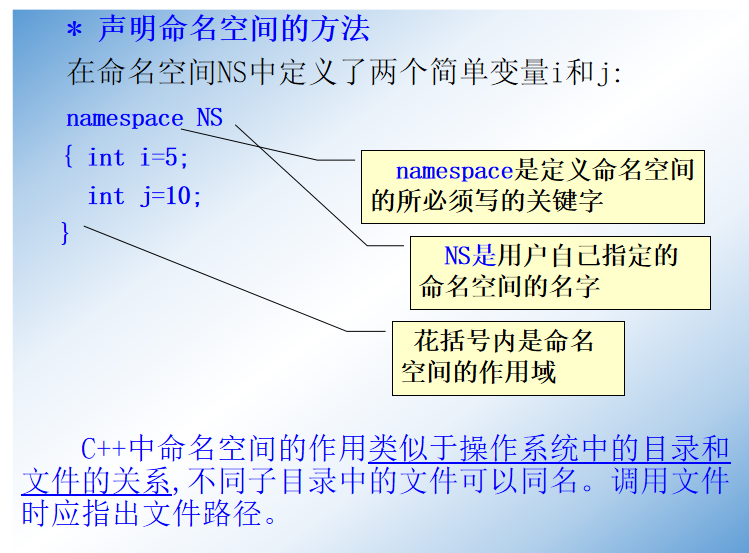 * 声明命名空间的方法
在命名空间NS中定义了两个简单变量i和j:
namespace NS
{ int i=5;
int j=10;
}
namespace是定义命名空间
的所必须写的关键字
NS是用户自己指定的
命名空间的名字
花括号内是命名
空间的作用域
C++中命名空间的作用类似于操作系统中的目录和
文件的关系,不同子目录中的文件可以同名。调用文件
时应指出文件路径。